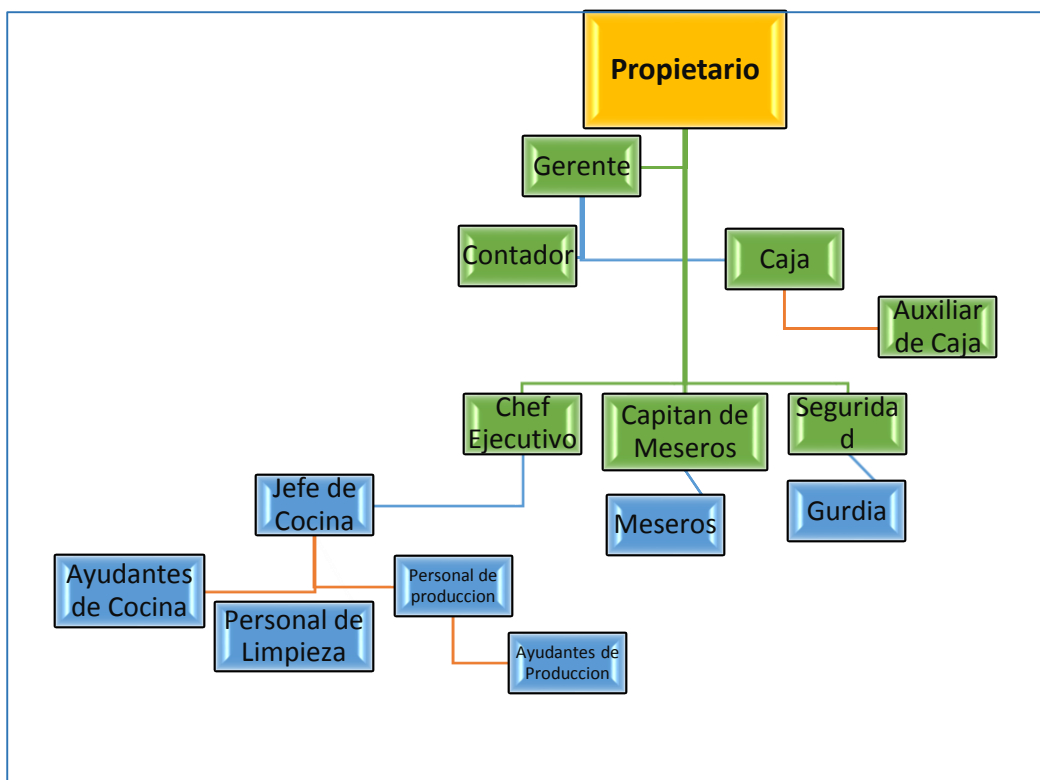 Propietario
Gerente
Contador
Caja
Auxiliar
de Caja
Chef
Ejecutivo
Capitan de
Meseros
Segurida
d
Jefe de
Cocina
Meseros
Gurdia
Ayudantes
de Cocina
Personal de
produccion
Personal de
Limpieza
Ayudantes de
Produccion